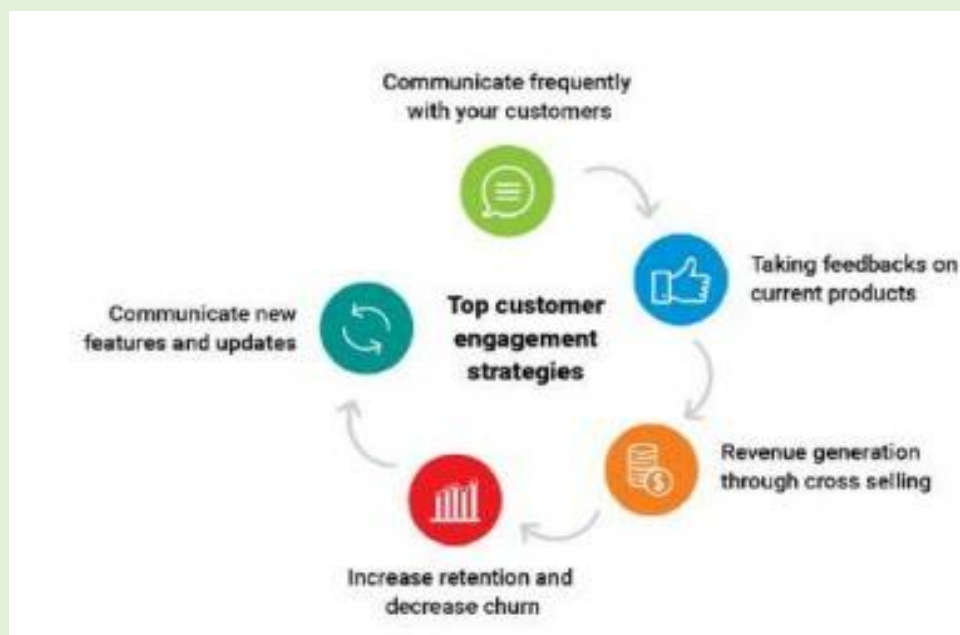 Communicate frequently
with your customers
Taking feedbacks on
current products
Revenue generation
through cross selling
Increase retention and
decrease churn
Communicate new
features and updates
Top customer
engagement
strategies